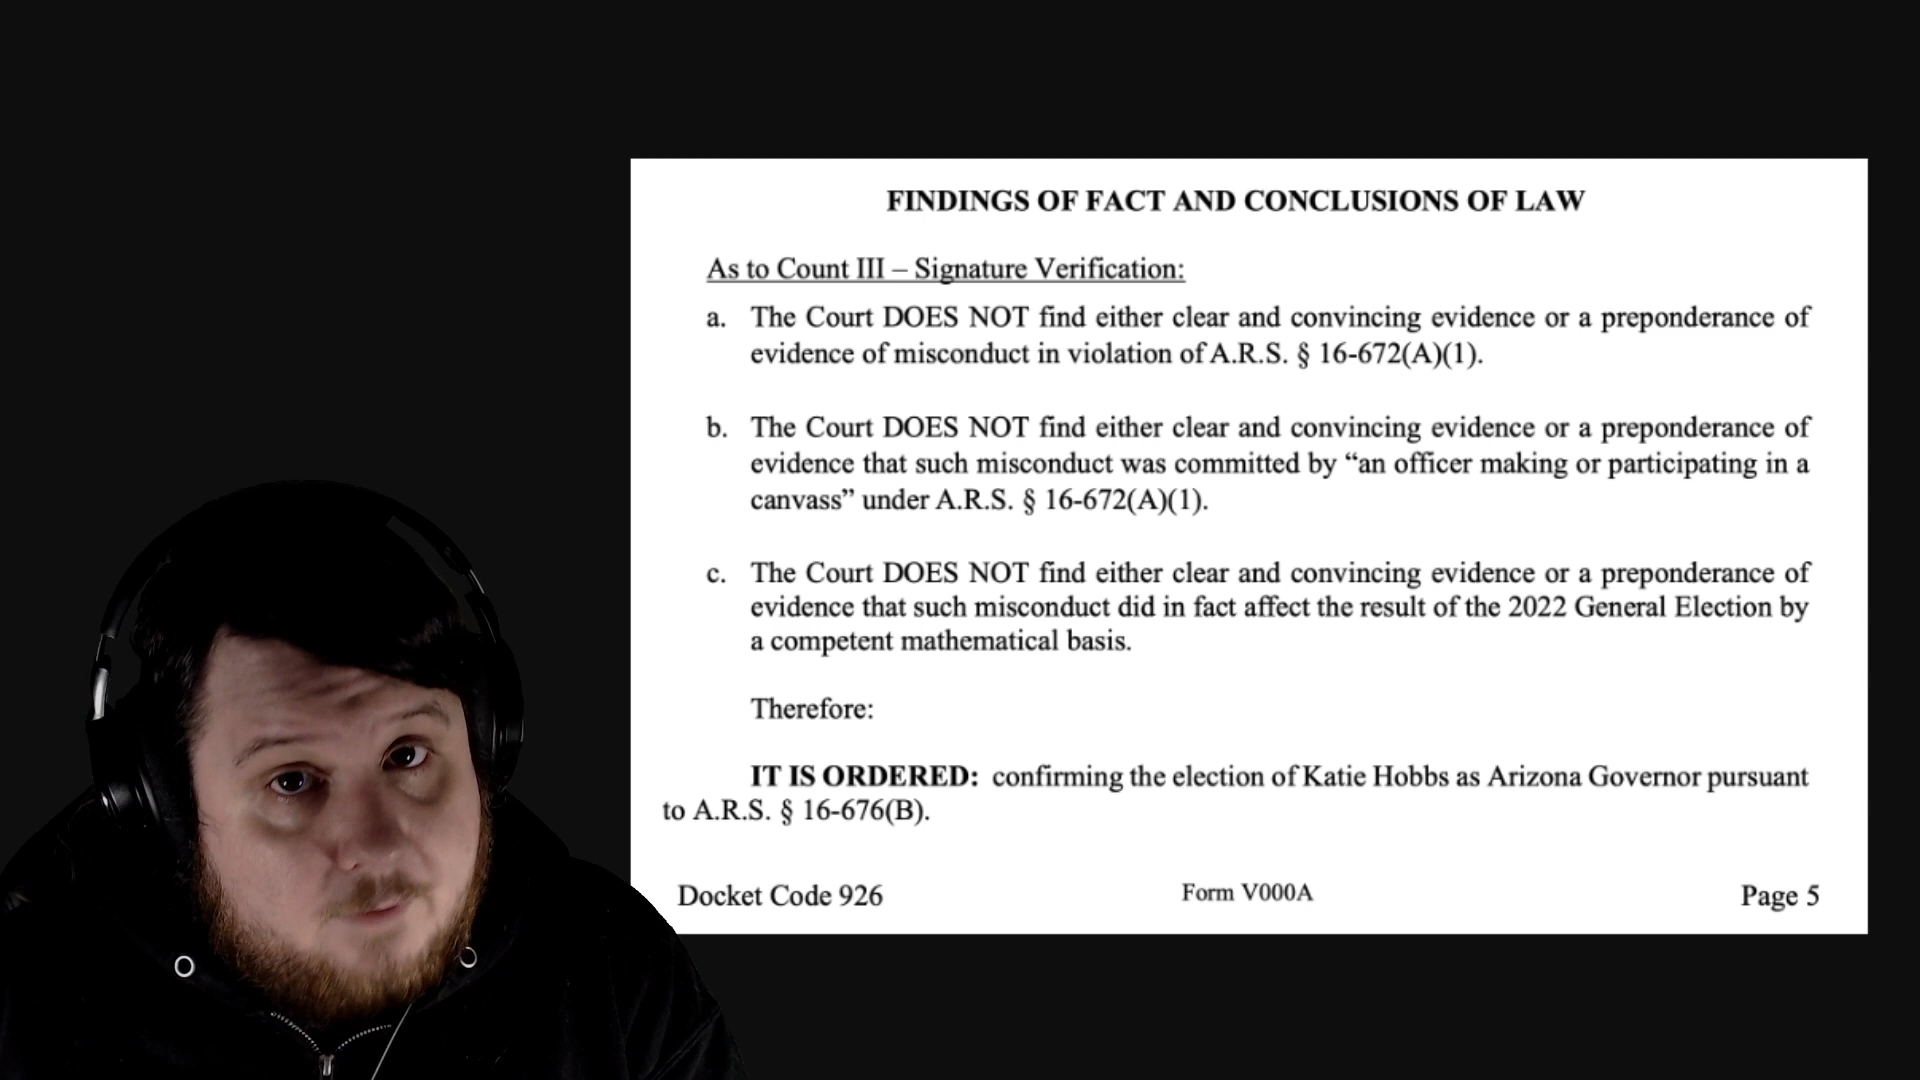 FINDINGS OF FACT AND CONCLUSIONS OF LAW
As to Count III – Signature Verification:
a. The Court DOES NOT find either clear and convincing evidence or a preponderance of
evidence of misconduct in violation of A.R.S. § 16-672(A)(1).
b. The Court DOES NOT find either clear and convincing evidence or a preponderance of
evidence that such misconduct was committed by “an officer making or participating in a
canvass” under A.R.S. § 16-672(A)(1).
c. The Court DOES NOT find either clear and convincing evidence or a preponderance of
evidence that such misconduct did in fact affect the result of the 2022 General Election by
a competent mathematical basis.
Therefore:
IT IS ORDERED: confirming the election of Katie Hobbs as Arizona Governor pursuant
to A.R.S. § 16-676(B).
Docket Code 926 Form V000A Page 5